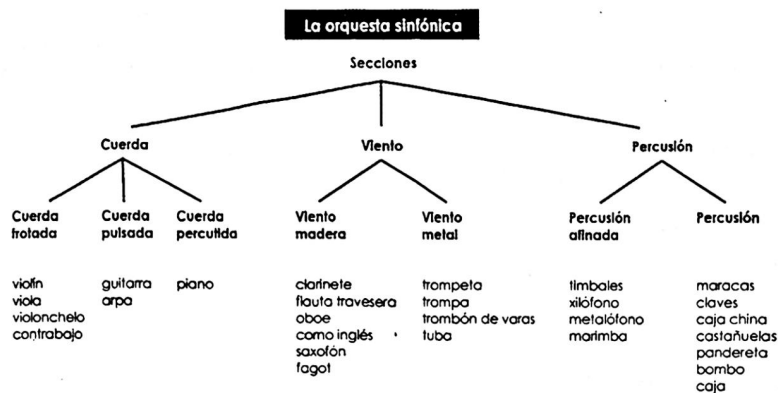 La orquesta sinfónica
Secciones
Cuerda
Viento
Percusión
Cuerda frotada
Cuerda pulsada
Cuerda percutida
Viento madera
Viento metal
Percusión afinada
Percusión
violín
viola
violonchelo
contrabajo
guitarra
arpa
piano
clarinete
flauta travesera
oboe
corno inglés
saxofón
fagot
trompeta
trompa
trombón de varas
tuba
timbales
xilófono
metalófono
marimba
maracas
claves
caja china
castañuelas
pandereta
bombo
caja